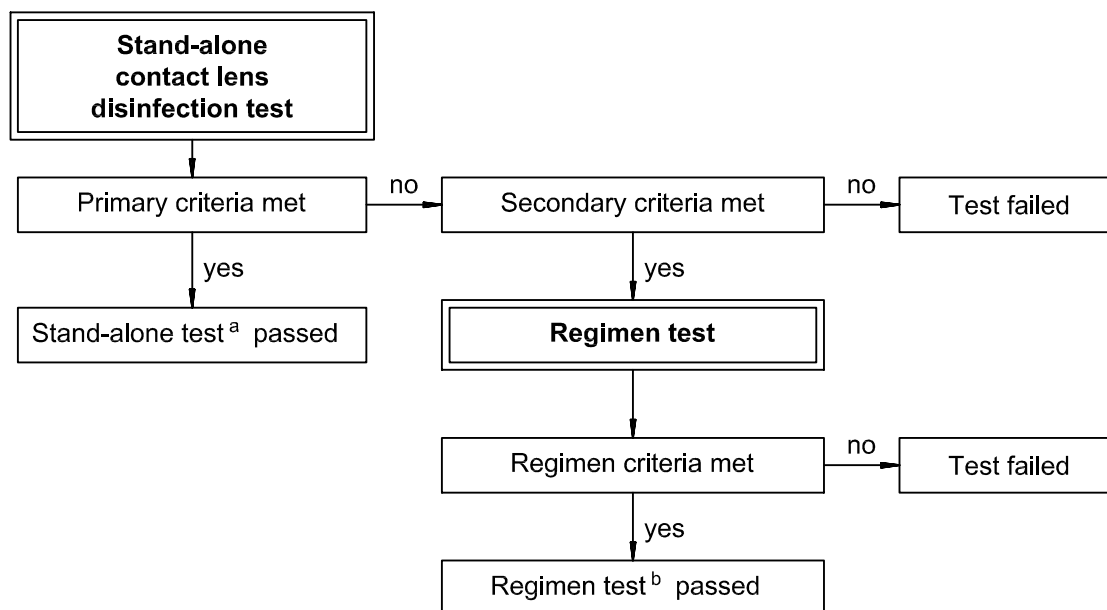 Stand-alone
contact lens
disinfection test
Primary criteria met
no
Secondary criteria met
no
Test failed
yes
yes
Stand-alone test a passed
Regimen test
Regimen criteria met
no
Test failed
yes
Regimen test b passed